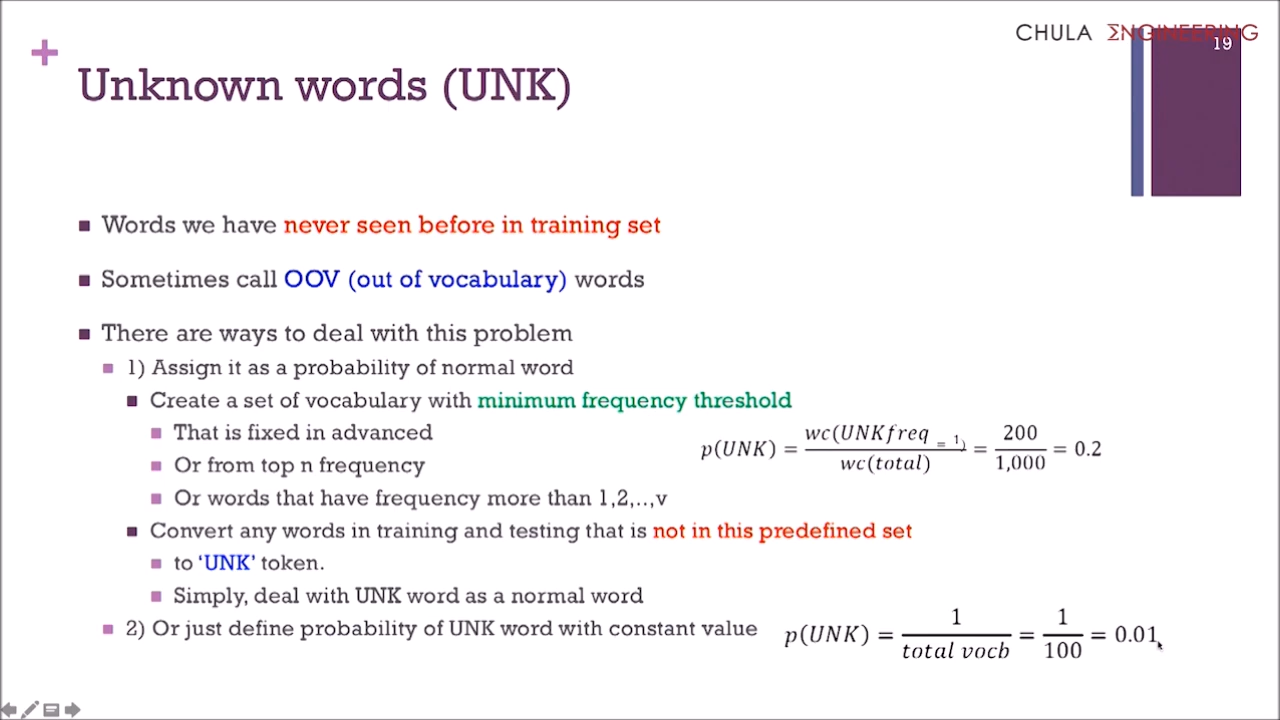 CHULA ΣNGINEERING
19
+
Unknown words (UNK)
Words we have never seen before in training set
Sometimes call OOV (out of vocabulary) words
There are ways to deal with this problem
1) Assign it as a probability of normal word
Create a set of vocabulary with minimum frequency threshold
That is fixed in advanced
Or from top n frequency
Or words that have frequency more than 1,2,..,v
p(UNK) = wc(UNKfreq = 1) / wc(total) = 200 / 1,000 = 0.2
Convert any words in training and testing that is not in this predefined set
to ‘UNK’ token.
Simply, deal with UNK word as a normal word
2) Or just define probability of UNK word with constant value
p(UNK) = 1 / total vocb = 1 / 100 = 0.01